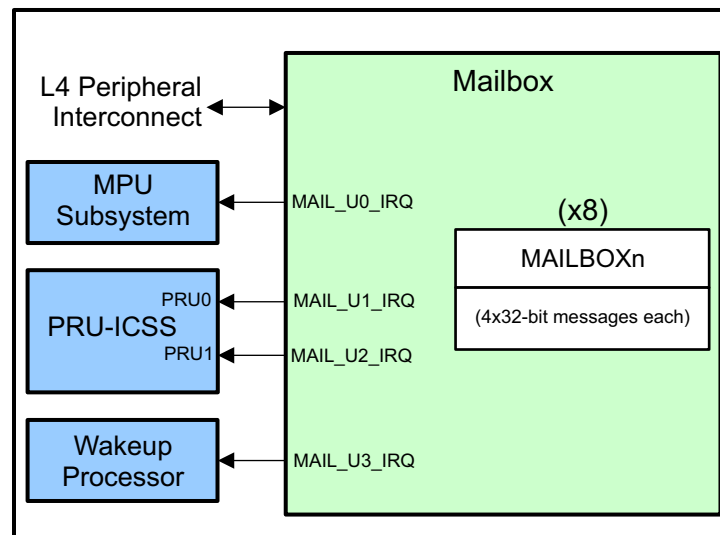 L4 Peripheral
Interconnect
Mailbox
MPU
Subsystem
MAIL_U0_IRQ
(x8)
MAILBOXn
(4x32-bit messages each)
PRU-ICSS
PRU0
PRU1
MAIL_U1_IRQ
MAIL_U2_IRQ
Wakeup
Processor
MAIL_U3_IRQ